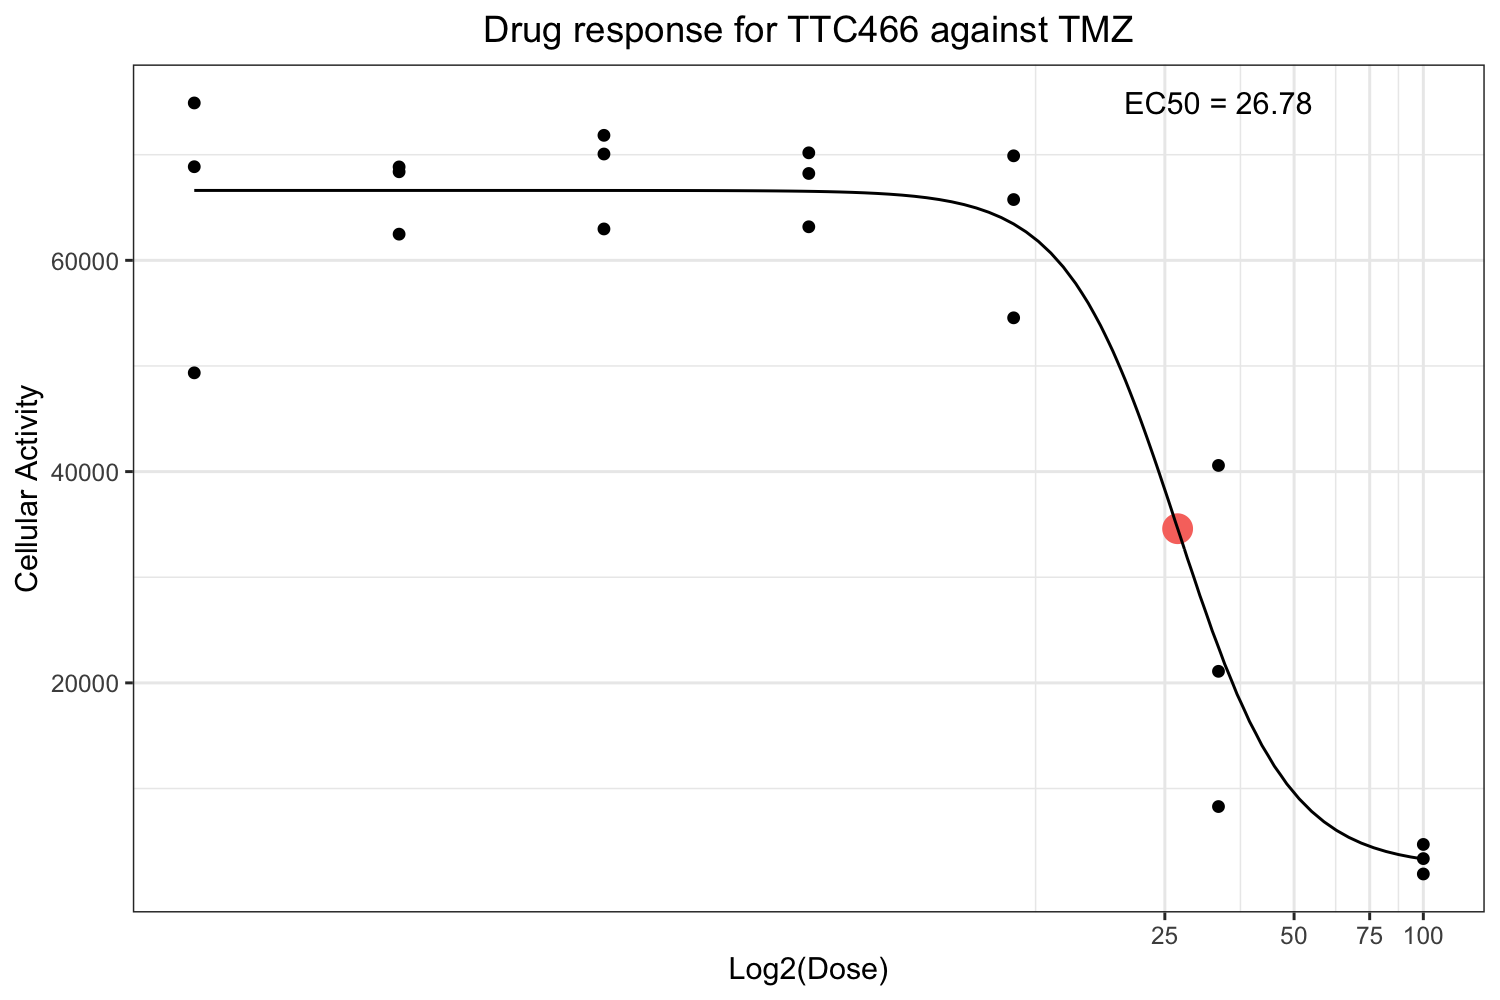 Drug response for TTC466 against TMZ
EC50 = 26.78
Cellular Activity
60000
40000
20000
25 50 75 100
Log2(Dose)